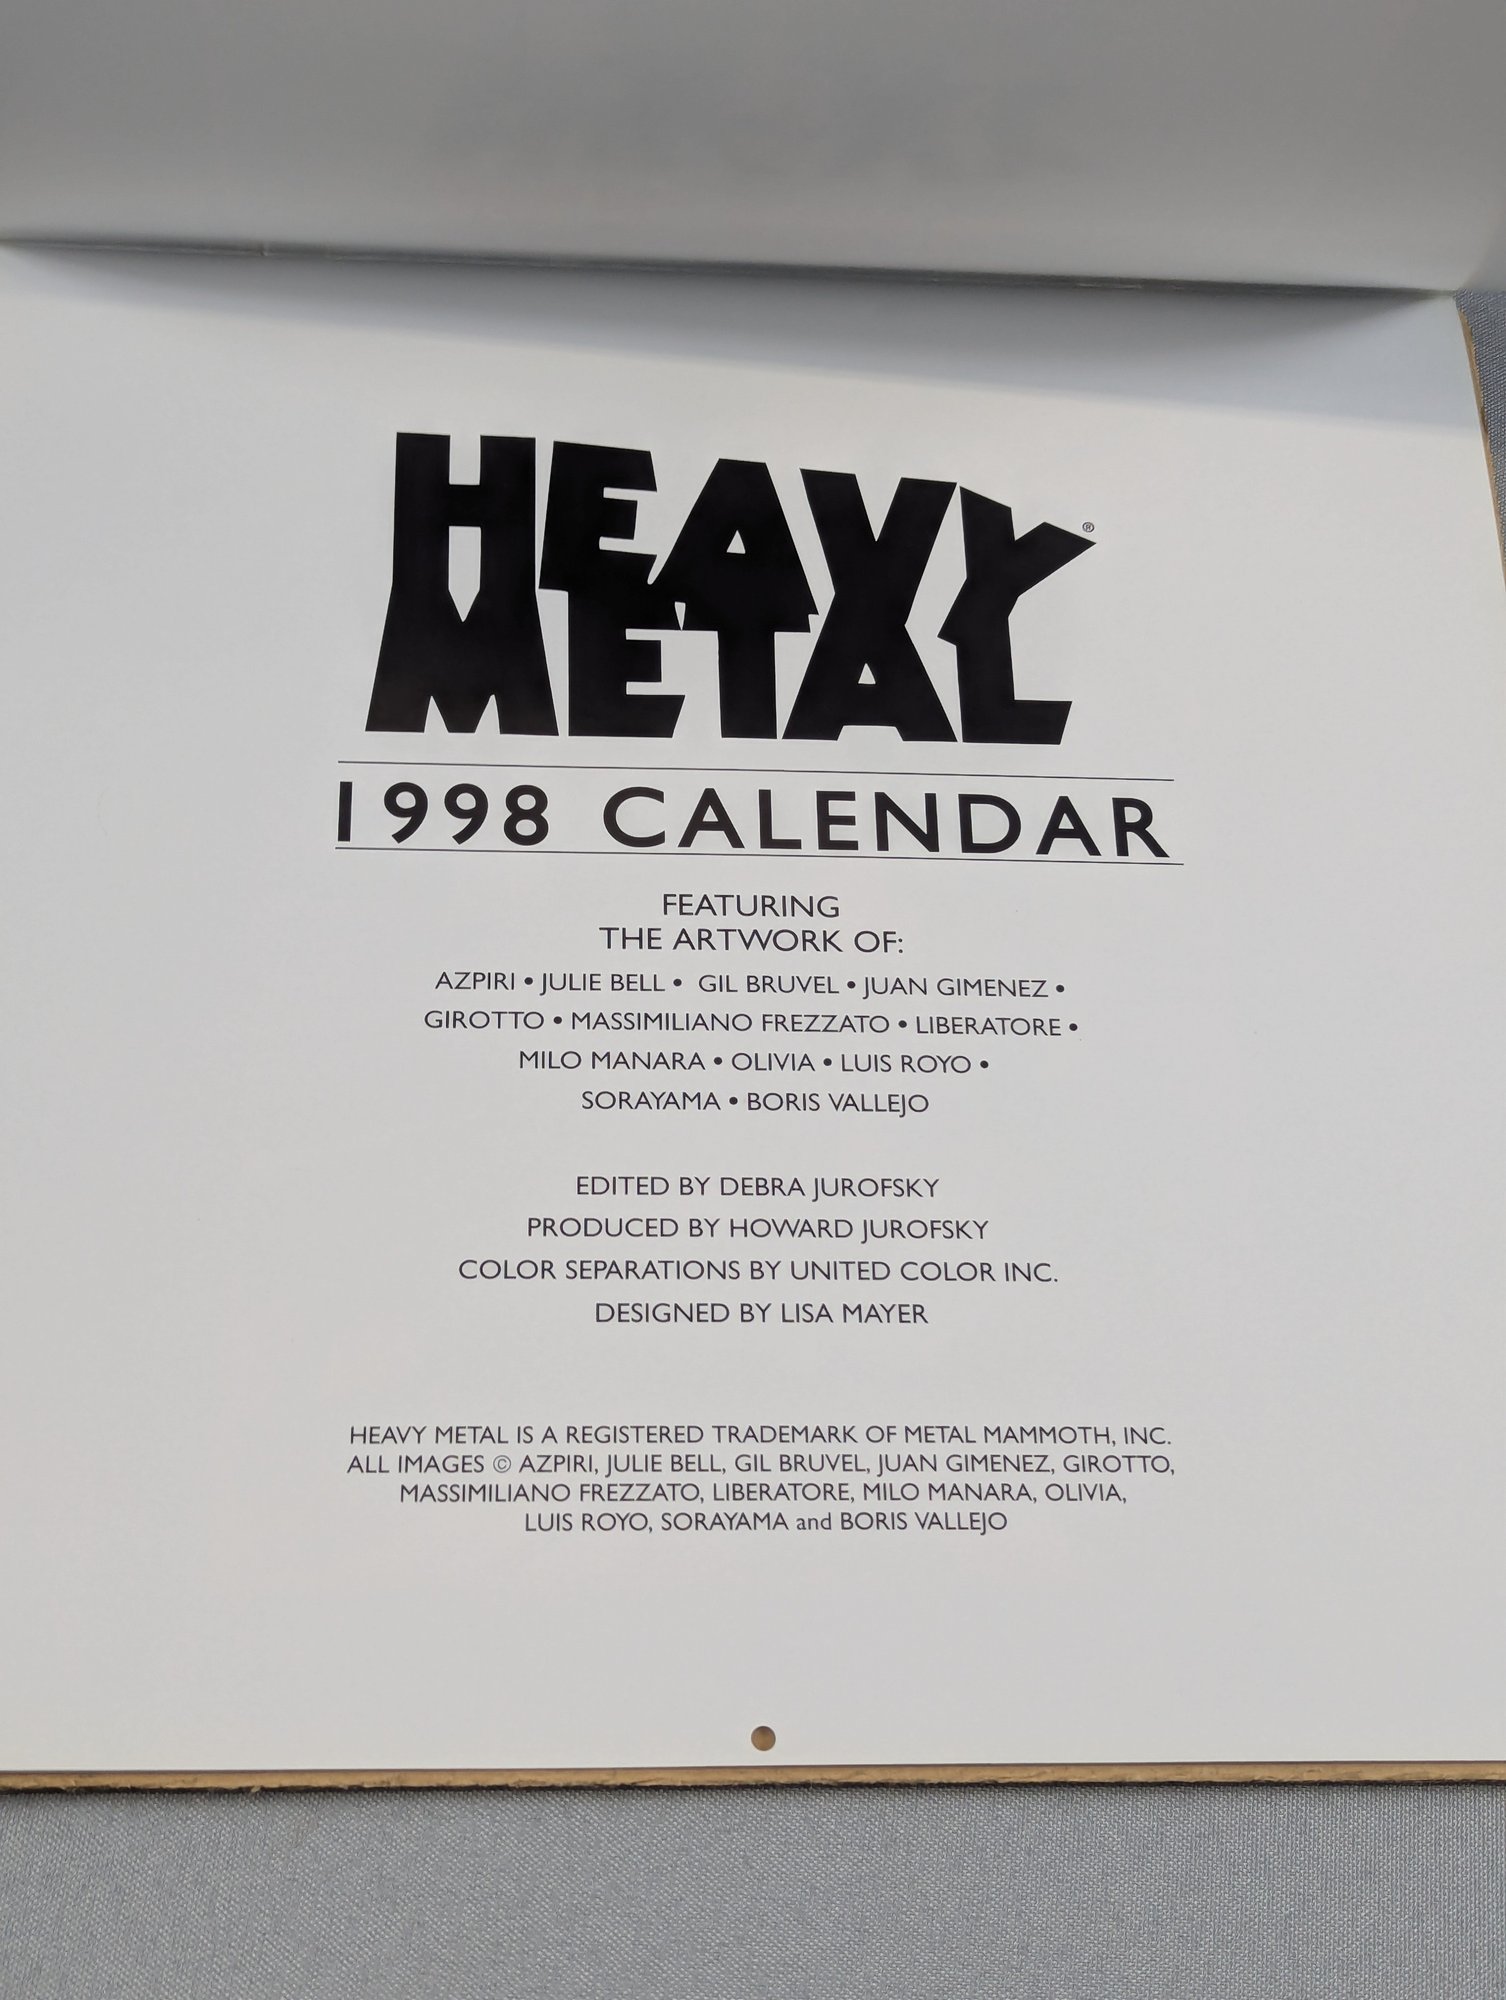 HEAVY
METAL®
1998 CALENDAR
FEATURING
THE ARTWORK OF:
AZPIRI • JULIE BELL • GIL BRUVEL • JUAN GIMENEZ •
GIROTTO • MASSIMILIANO FREZZATO • LIBERATORE •
MILO MANARA • OLIVIA • LUIS ROYO •
SORAYAMA • BORIS VALLEJO
EDITED BY DEBRA JUROFSKY
PRODUCED BY HOWARD JUROFSKY
COLOR SEPARATIONS BY UNITED COLOR INC.
DESIGNED BY LISA MAYER
HEAVY METAL IS A REGISTERED TRADEMARK OF METAL MAMMOTH, INC.
ALL IMAGES © AZPIRI, JULIE BELL, GIL BRUVEL, JUAN GIMENEZ, GIROTTO,
MASSIMILIANO FREZZATO, LIBERATORE, MILO MANARA, OLIVIA,
LUIS ROYO, SORAYAMA and BORIS VALLEJO